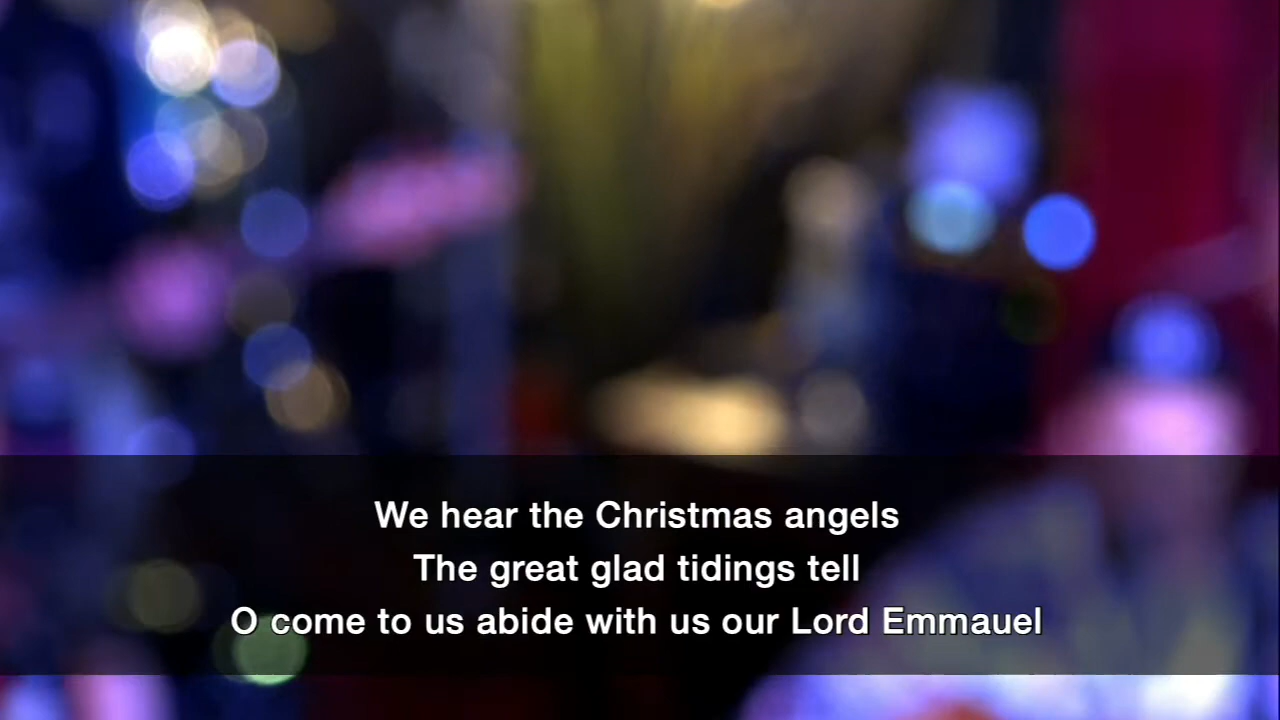 We hear the Christmas angels
The great glad tidings tell
O come to us abide with us our Lord Emmauel